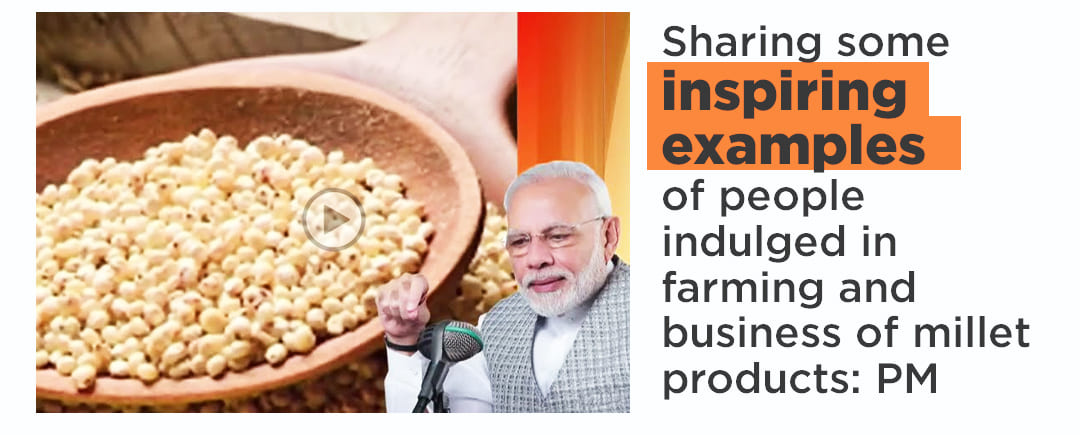 Sharing some
inspiring
examples
of people
indulged in
farming and
business of millet
products: PM